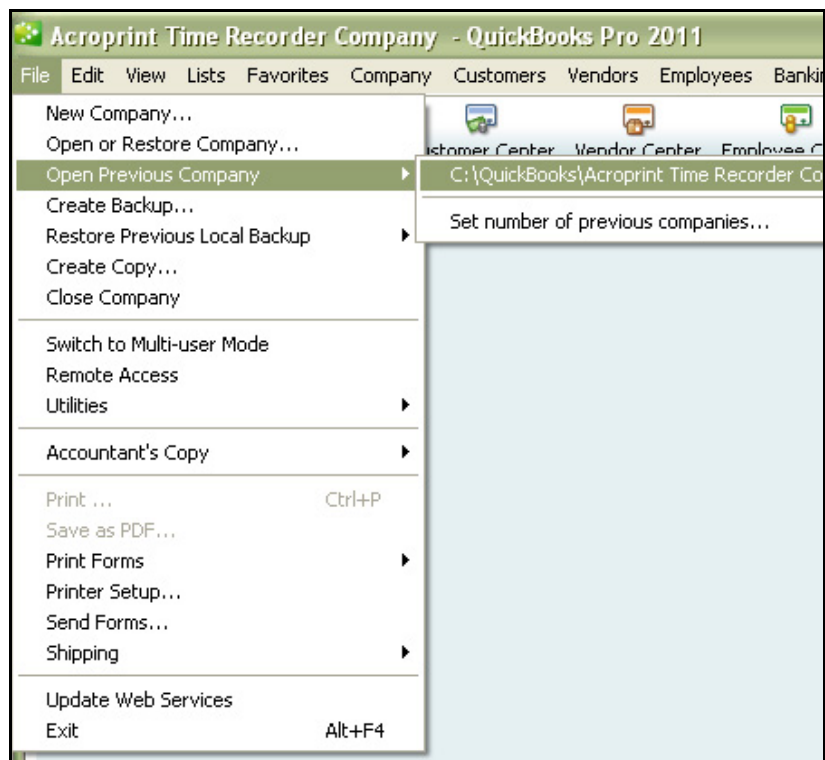 Acroprint Time Recorder Company - QuickBooks Pro 2011
File Edit View Lists Favorites Company Customers Vendors Employees Bankin
New Company...
Open or Restore Company...
Customer Center Vendor Center Employee C
Open Previous Company
C:\QuickBooks\Acroprint Time Recorder Co
Create Backup...
Set number of previous companies...
Restore Previous Local Backup
Create Copy...
Close Company
Switch to Multi-user Mode
Remote Access
Utilities
Accountant's Copy
Print ... Ctrl+P
Save as PDF...
Print Forms
Printer Setup...
Send Forms...
Shipping
Update Web Services
Exit Alt+F4